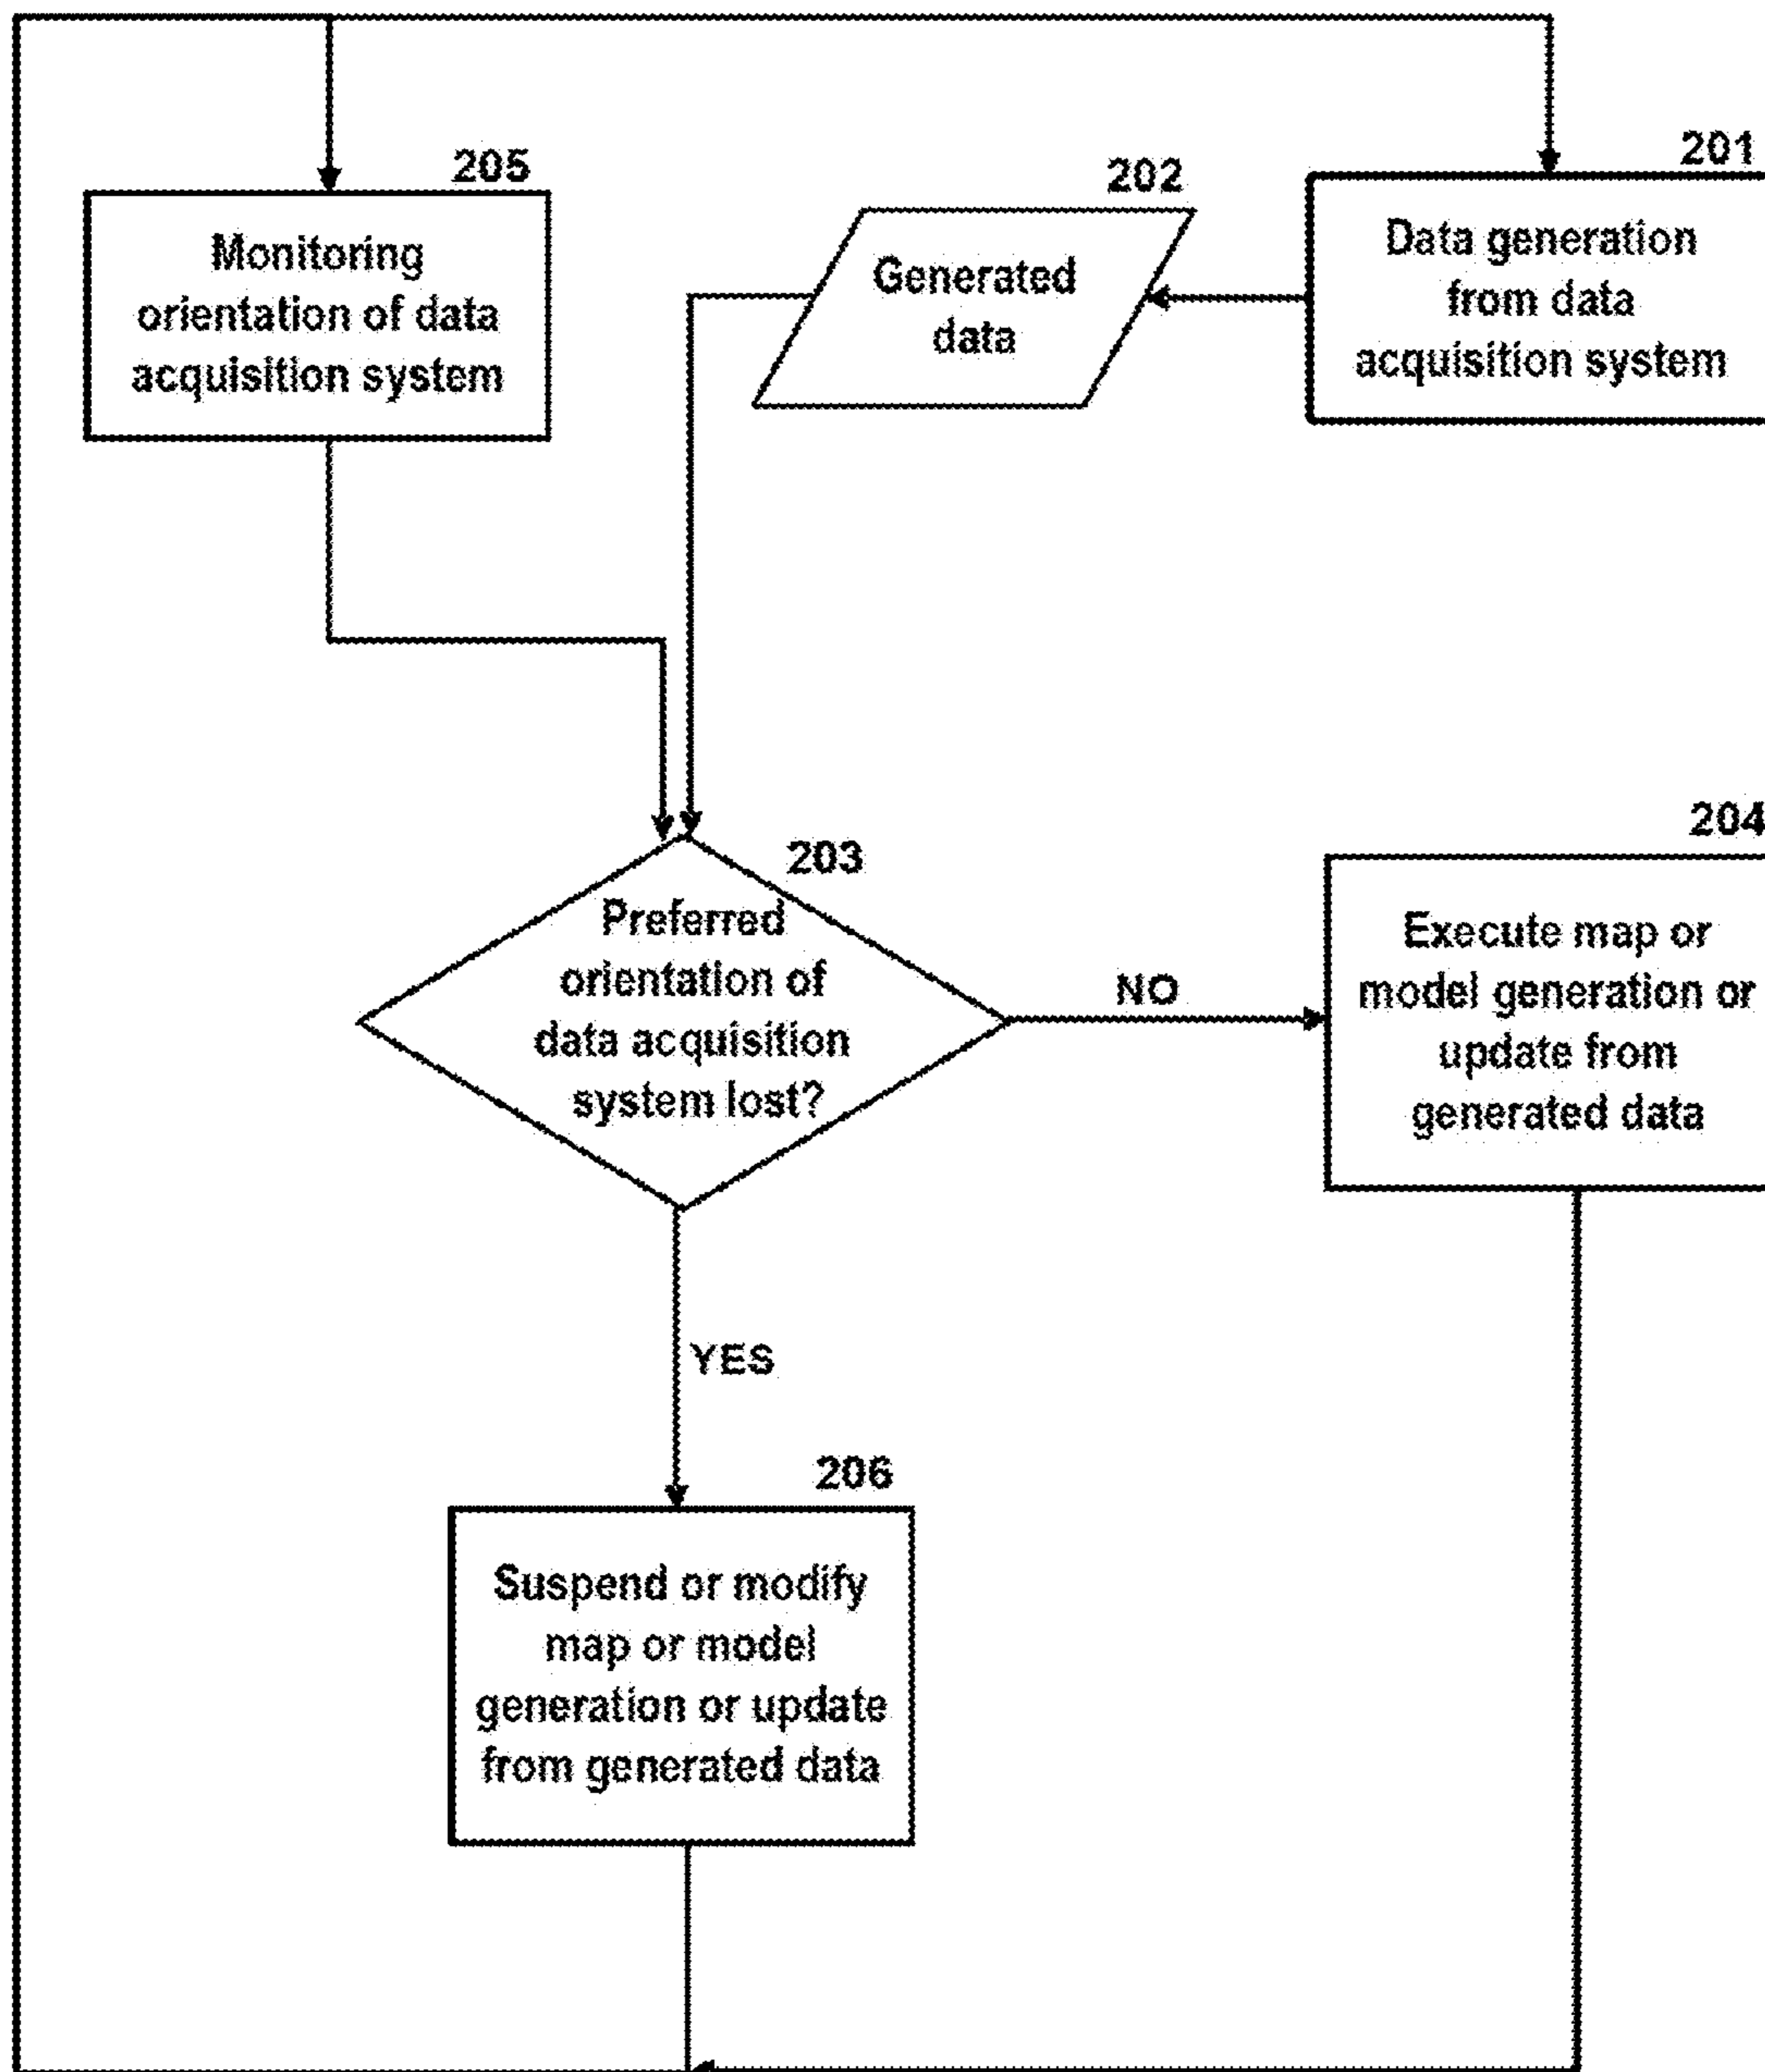 205
Monitoring
orientation of data
acquisition system
202
Generated
data
201
Data generation
from data
acquisition system
203
Preferred
orientation of
data acquisition
system lost?
NO
204
Execute map or
model generation or
update from
generated data
YES
206
Suspend or modify
map or model
generation or update
from generated data